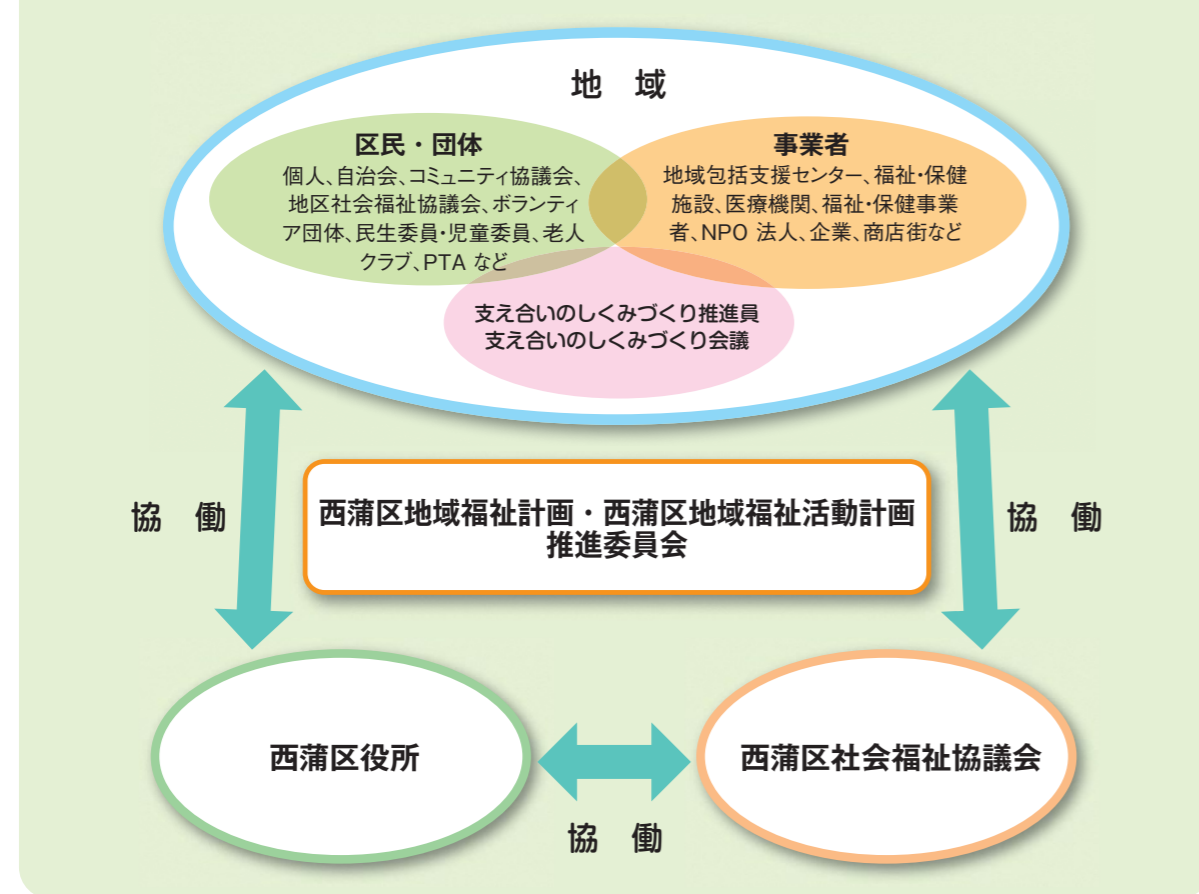 地　域
区民・団体
個人、自治会、コミュニティ協議会、
地区社会福祉協議会、ボランティ
ア団体、民生委員・児童委員、老人
クラブ、PTA など
事業者
地域包括支援センター、福祉・保健
施設、医療機関、福祉・保健事業
者、NPO 法人、企業、商店街など
支え合いのしくみづくり推進員
支え合いのしくみづくり会議
協　働
西蒲区地域福祉計画・西蒲区地域福祉活動計画
推進委員会
協　働
西蒲区役所
西蒲区社会福祉協議会
協　働